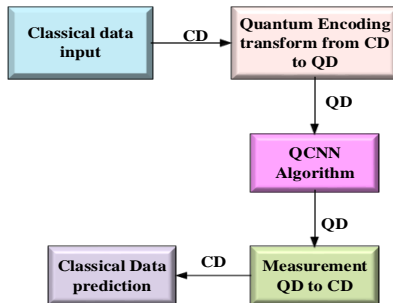 Classical data
input
CD
Quantum Encoding
transform from CD
to QD
QD
QCNN
Algorithm
QD
Measurement
QD to CD
CD
Classical Data
prediction